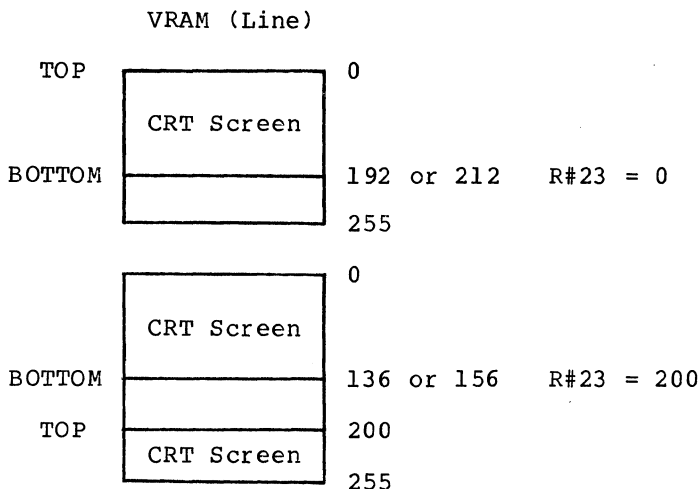 VRAM (Line)
TOP 0
CRT Screen
BOTTOM 192 or 212 R#23 = 0
255
0
CRT Screen
BOTTOM 136 or 156 R#23 = 200
TOP 200
CRT Screen
255